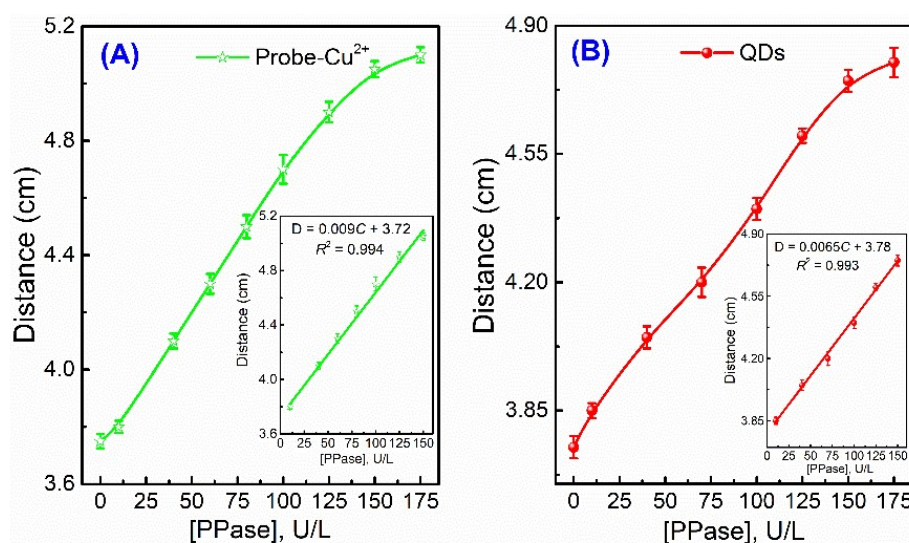 (A)
Probe-Cu²⁺
Distance (cm)
5.2
4.8
4.4
4.0
3.6
0 25 50 75 100 125 150 175
[PPase], U/L
D = 0.009C + 3.72
R² = 0.994
Distance (cm)
5.2
4.8
4.4
4.0
3.6
0 25 50 75 100 125 150
[PPase], U/L
(B)
QDs
Distance (cm)
4.90
4.55
4.20
3.85
0 25 50 75 100 125 150 175
[PPase], U/L
D = 0.0065C + 3.78
R² = 0.993
Distance (cm)
4.90
4.55
4.20
3.85
0 25 50 75 100 125 150
[PPase], U/L